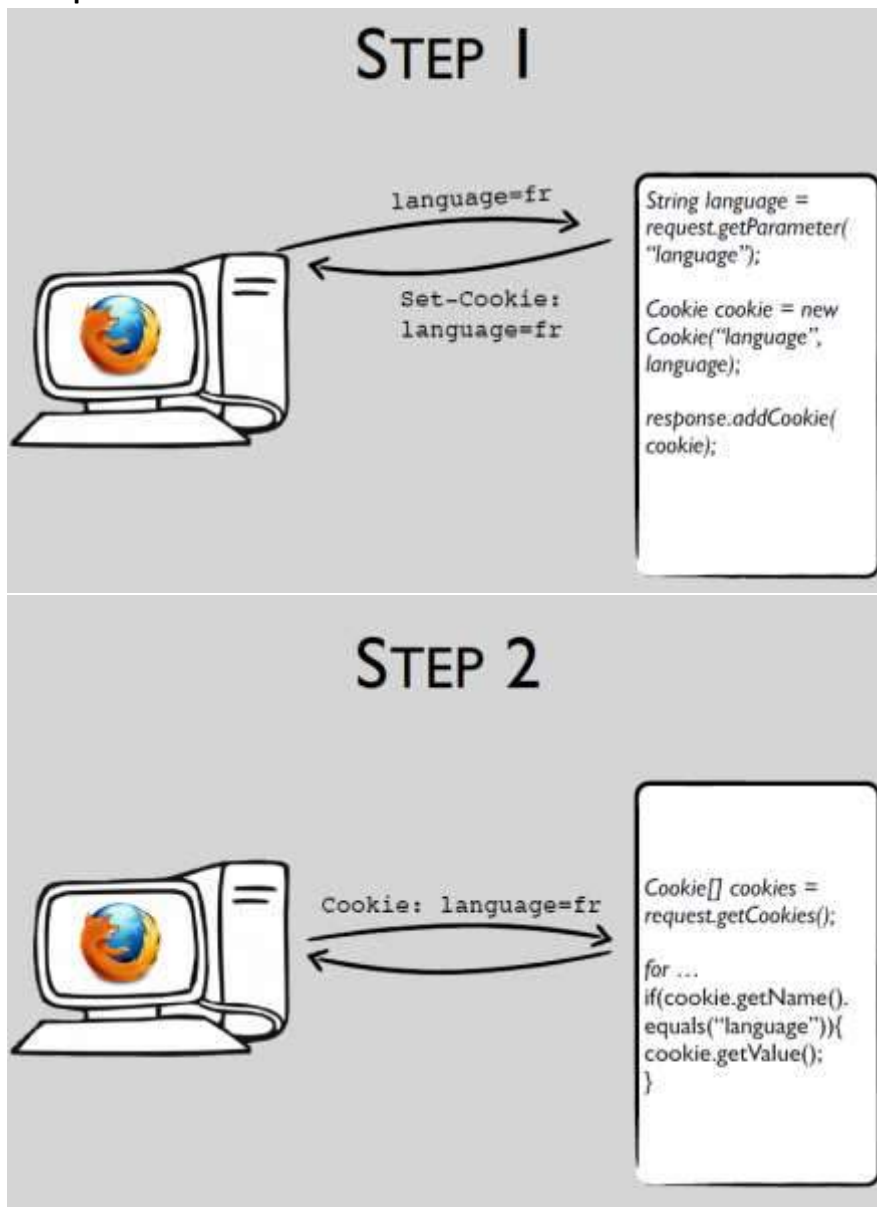 STEP 1
language=fr
Set-Cookie:
language=fr
String language =
request.getParameter(
“language”);
Cookie cookie = new
Cookie(“language”,
language);
response.addCookie(
cookie);
STEP 2
Cookie: language=fr
Cookie[] cookies =
request.getCookies();
for …
if(cookie.getName().
equals(“language”)){
cookie.getValue();
}